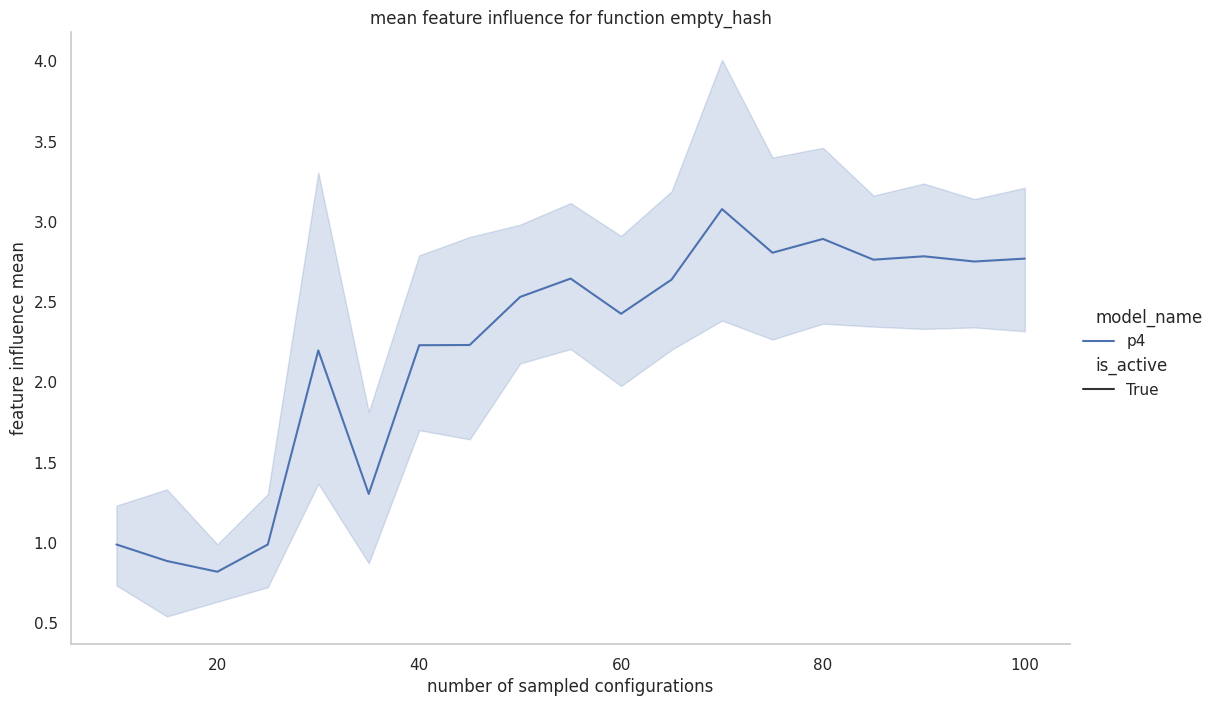 mean feature influence for function empty_hash
feature influence mean
4.0
3.5
3.0
2.5
2.0
1.5
1.0
0.5
20
40
60
80
100
number of sampled configurations
model_name
p4
is_active
True